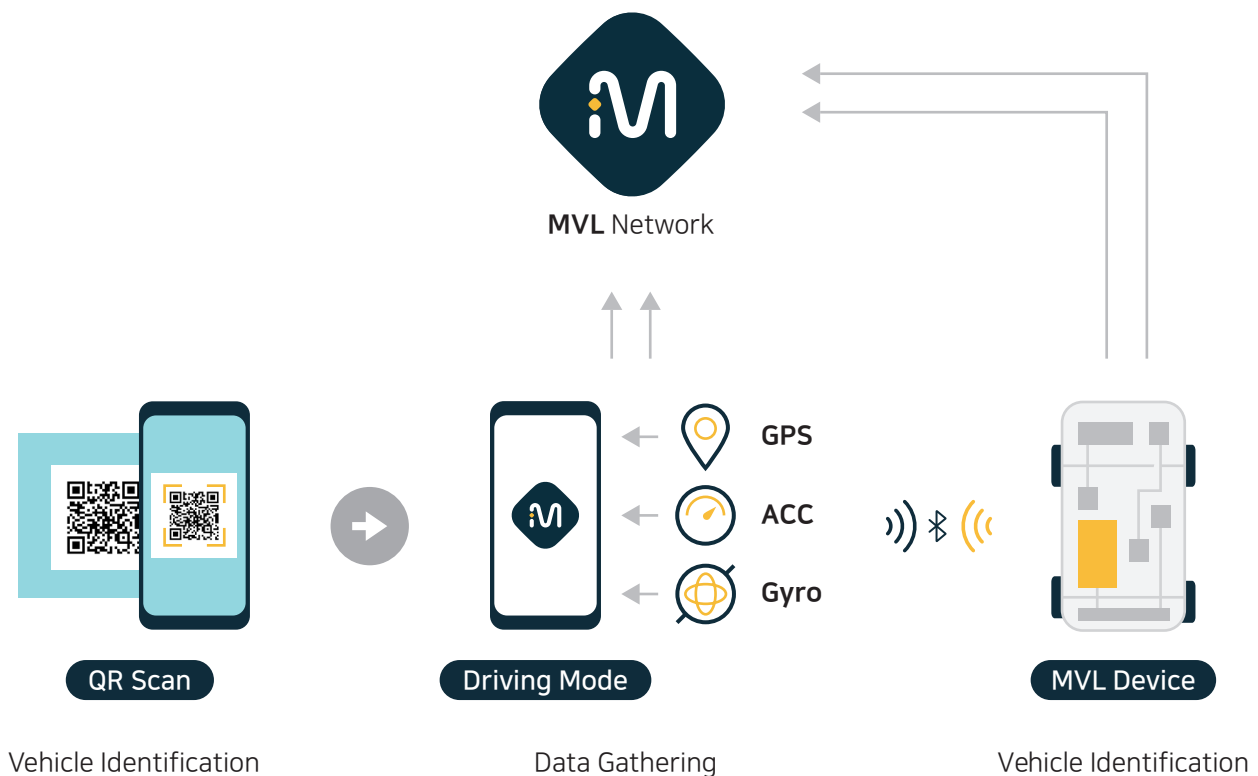 MVL Network
GPS
ACC
Gyro
QR Scan
Driving Mode
MVL Device
Vehicle Identification
Data Gathering
Vehicle Identification